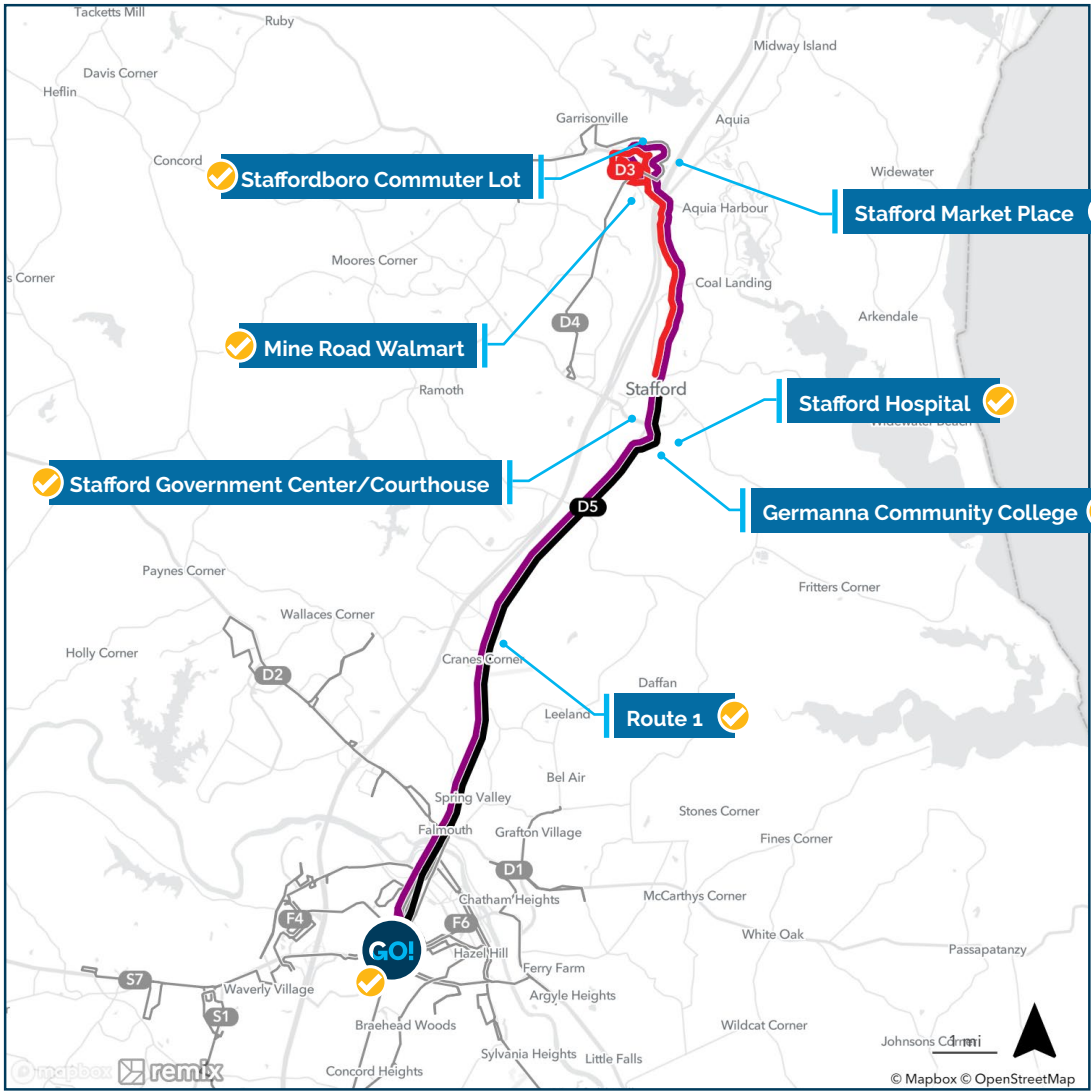 Tacketts Mill
Ruby
Midway Island
Davis Corner
Heflin
Garrisonville
Aquia
Concord
Staffordboro Commuter Lot
D3
Widewater
Stafford Market Place
Aquia Harbour
Moores Corner
s Corner
Coal Landing
Arkendale
D4
Mine Road Walmart
Ramoth
Stafford
Stafford Hospital
Widewater Beach
Stafford Government Center/Courthouse
D5
Germanna Community College
Paynes Corner
Fritters Corner
Wallaces Corner
Holly Corner
Cranes Corner
D2
Daffan
Leeland
Route 1
Bel Air
Spring Valley
Stones Corner
Falmouth
Grafton Village
Fines Corner
D1
McCarthys Corner
Chatham Heights
F4
F6
White Oak
GO!
Hazel Hill
Passapatanzy
S7
Waverly Village
Ferry Farm
Argyle Heights
S1
Braehead Woods
Wildcat Corner
Johnsons Corner
1 mi
Sylvania Heights
Little Falls
Concord Heights
mapbox remix
© Mapbox © OpenStreetMap